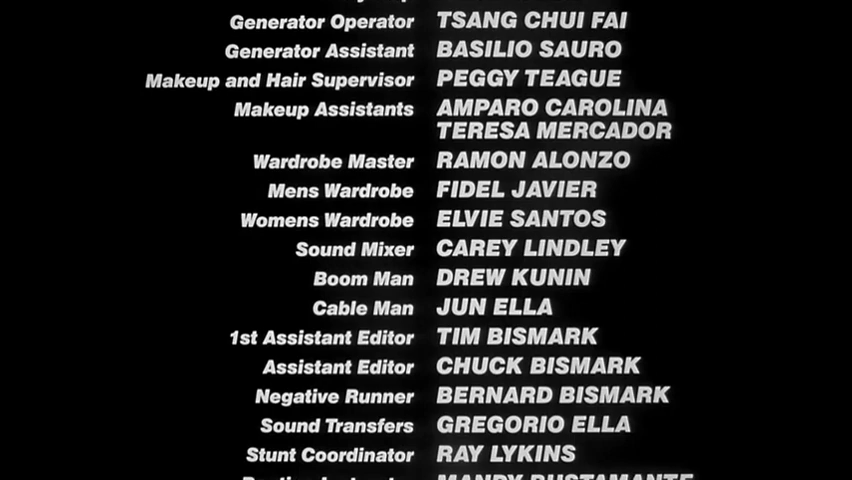 Generator Operator TSANG CHUI FAI
Generator Assistant BASILIO SAURO
Makeup and Hair Supervisor PEGGY TEAGUE
Makeup Assistants AMPARO CAROLINA
TERESA MERCADOR
Wardrobe Master RAMON ALONZO
Mens Wardrobe FIDEL JAVIER
Womens Wardrobe ELVIE SANTOS
Sound Mixer CAREY LINDLEY
Boom Man DREW KUNIN
Cable Man JUN ELLA
1st Assistant Editor TIM BISMARK
Assistant Editor CHUCK BISMARK
Negative Runner BERNARD BISMARK
Sound Transfers GREGORIO ELLA
Stunt Coordinator RAY LYKINS
BUSTAMANTE